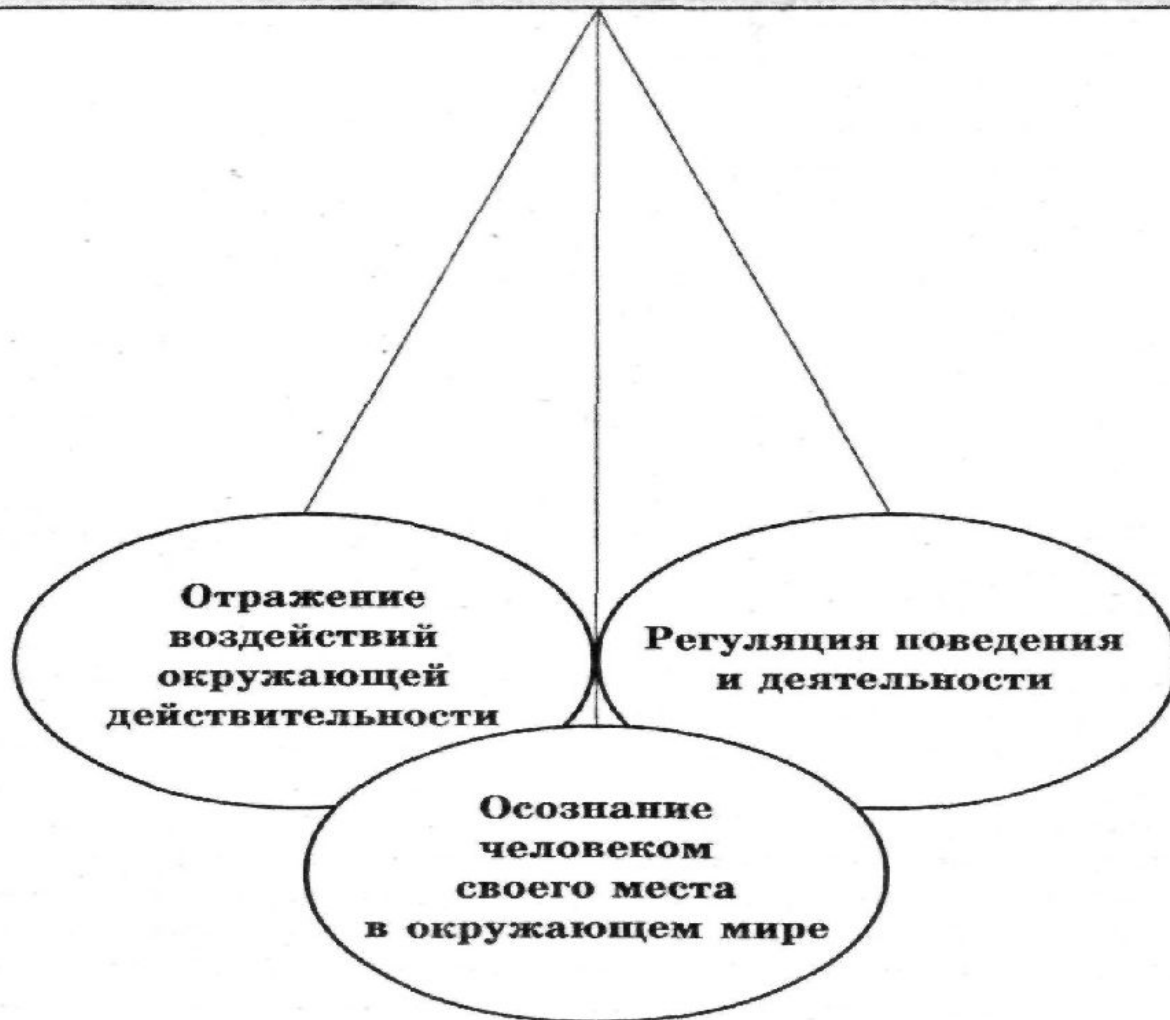 Отражение
воздействий
окружающей
действительности
Регуляция поведения
и деятельности
Осознание
человеком
своего места
в окружающем мире